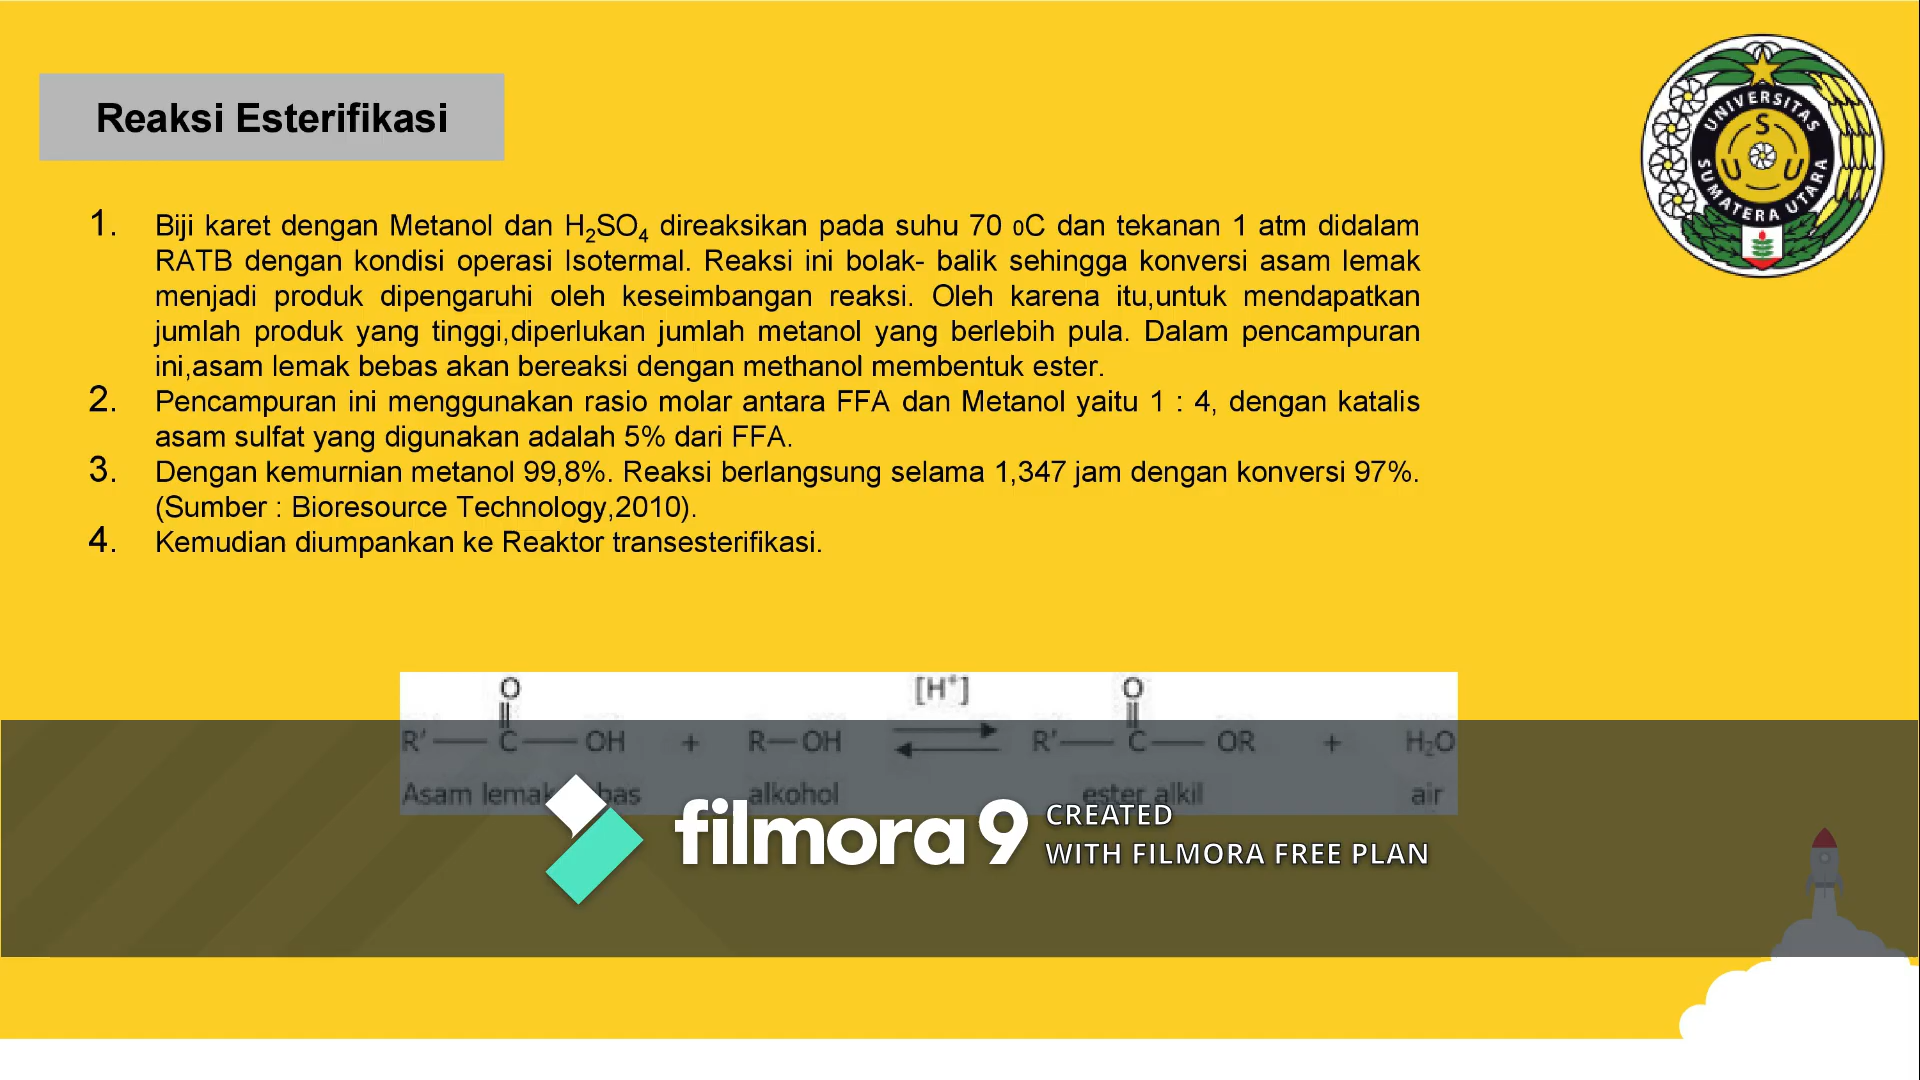 Reaksi Esterifikasi
UNIVERSITAS
SUMATERA UTARA
S
U U
1. Biji karet dengan Metanol dan H₂SO₄ direaksikan pada suhu 70 0C dan tekanan 1 atm didalam
RATB dengan kondisi operasi Isotermal. Reaksi ini bolak- balik sehingga konversi asam lemak
menjadi produk dipengaruhi oleh keseimbangan reaksi. Oleh karena itu,untuk mendapatkan
jumlah produk yang tinggi,diperlukan jumlah metanol yang berlebih pula. Dalam pencampuran
ini,asam lemak bebas akan bereaksi dengan methanol membentuk ester.
2. Pencampuran ini menggunakan rasio molar antara FFA dan Metanol yaitu 1 : 4, dengan katalis
asam sulfat yang digunakan adalah 5% dari FFA.
3. Dengan kemurnian metanol 99,8%. Reaksi berlangsung selama 1,347 jam dengan konversi 97%.
(Sumber : Bioresource Technology,2010).
4. Kemudian diumpankan ke Reaktor transesterifikasi.
O [H⁺] O
R′ — C — OH + R — OH ⇄ R′ — C — OR + H₂O
Asam lemak bas alkohol ester alkil air
filmora 9 CREATED
WITH FILMORA FREE PLAN